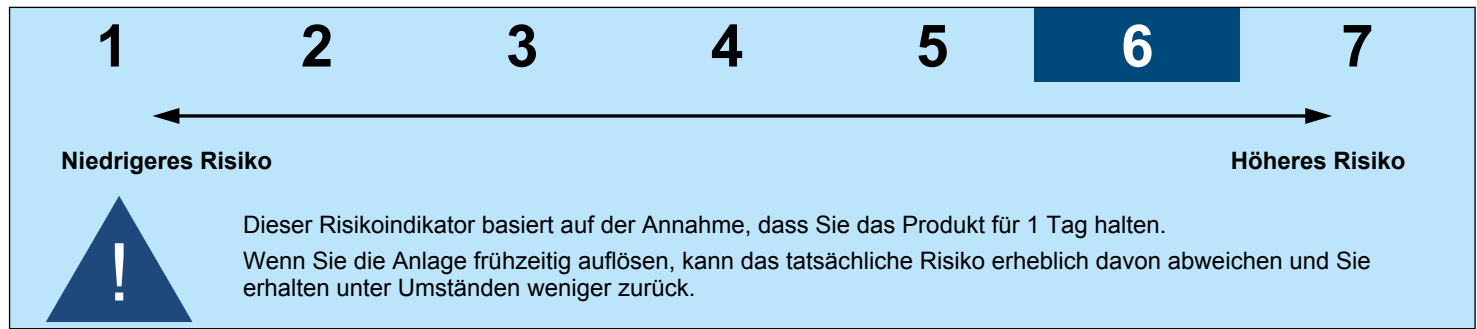 1 2 3 4 5 6 7
Niedrigeres Risiko Höheres Risiko
!
Dieser Risikoindikator basiert auf der Annahme, dass Sie das Produkt für 1 Tag halten.
Wenn Sie die Anlage frühzeitig auflösen, kann das tatsächliche Risiko erheblich davon abweichen und Sie
erhalten unter Umständen weniger zurück.